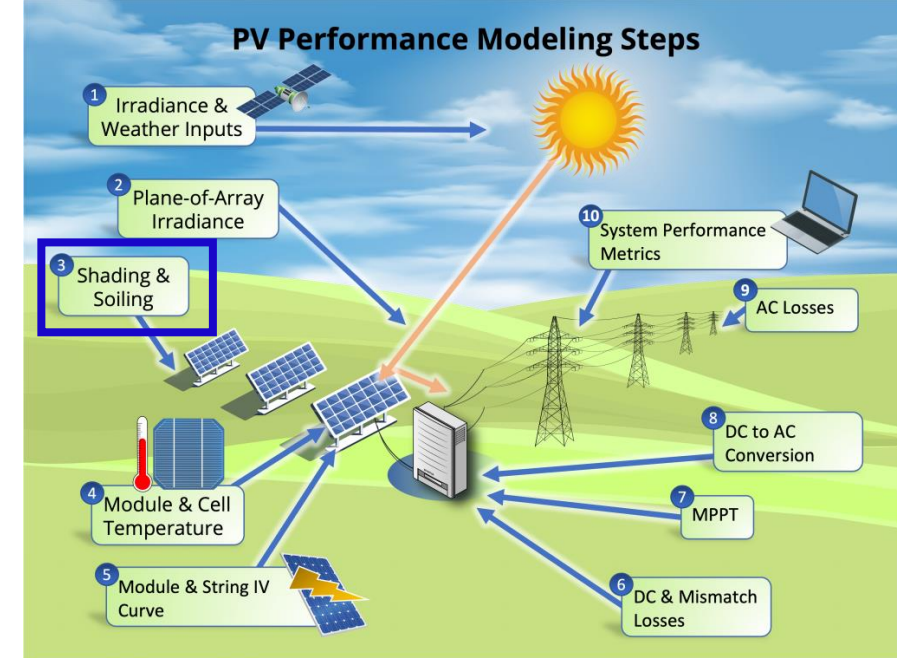 PV Performance Modeling Steps
1
Irradiance &
Weather Inputs
2
Plane-of-Array
Irradiance
3
Shading &
Soiling
4
Module & Cell
Temperature
5
Module & String IV
Curve
6
DC & Mismatch
Losses
7
MPPT
8
DC to AC
Conversion
9
AC Losses
10
System Performance
Metrics